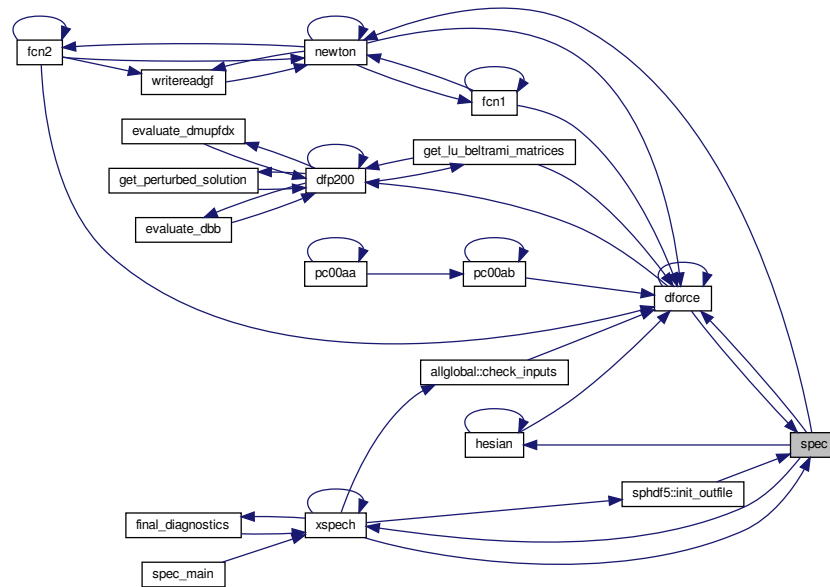 fcn2
newton
writereadgf
fcn1
evaluate_dmupfdx
get_lu_beltrami_matrices
get_perturbed_solution
dfp200
evaluate_dbb
pc00aa
pc00ab
dforce
allglobal::check_inputs
hesian
spec
sphdf5::init_outfile
final_diagnostics
xspech
spec_main